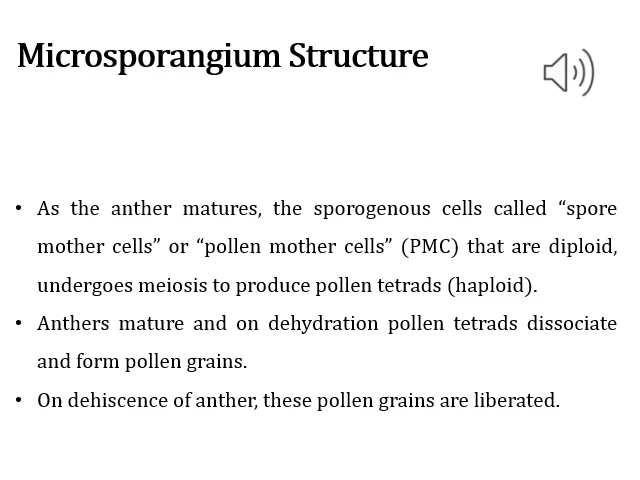 Microsporangium Structure
• As the anther matures, the sporogenous cells called “spore
mother cells” or “pollen mother cells” (PMC) that are diploid,
undergoes meiosis to produce pollen tetrads (haploid).
• Anthers mature and on dehydration pollen tetrads dissociate
and form pollen grains.
• On dehiscence of anther, these pollen grains are liberated.